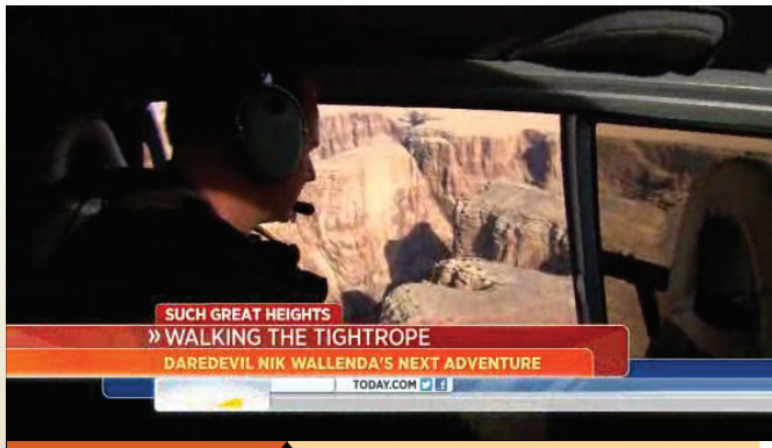 SUCH GREAT HEIGHTS
» WALKING THE TIGHTROPE
DAREDEVIL NIK WALLENDA'S NEXT ADVENTURE
TODAY.COM